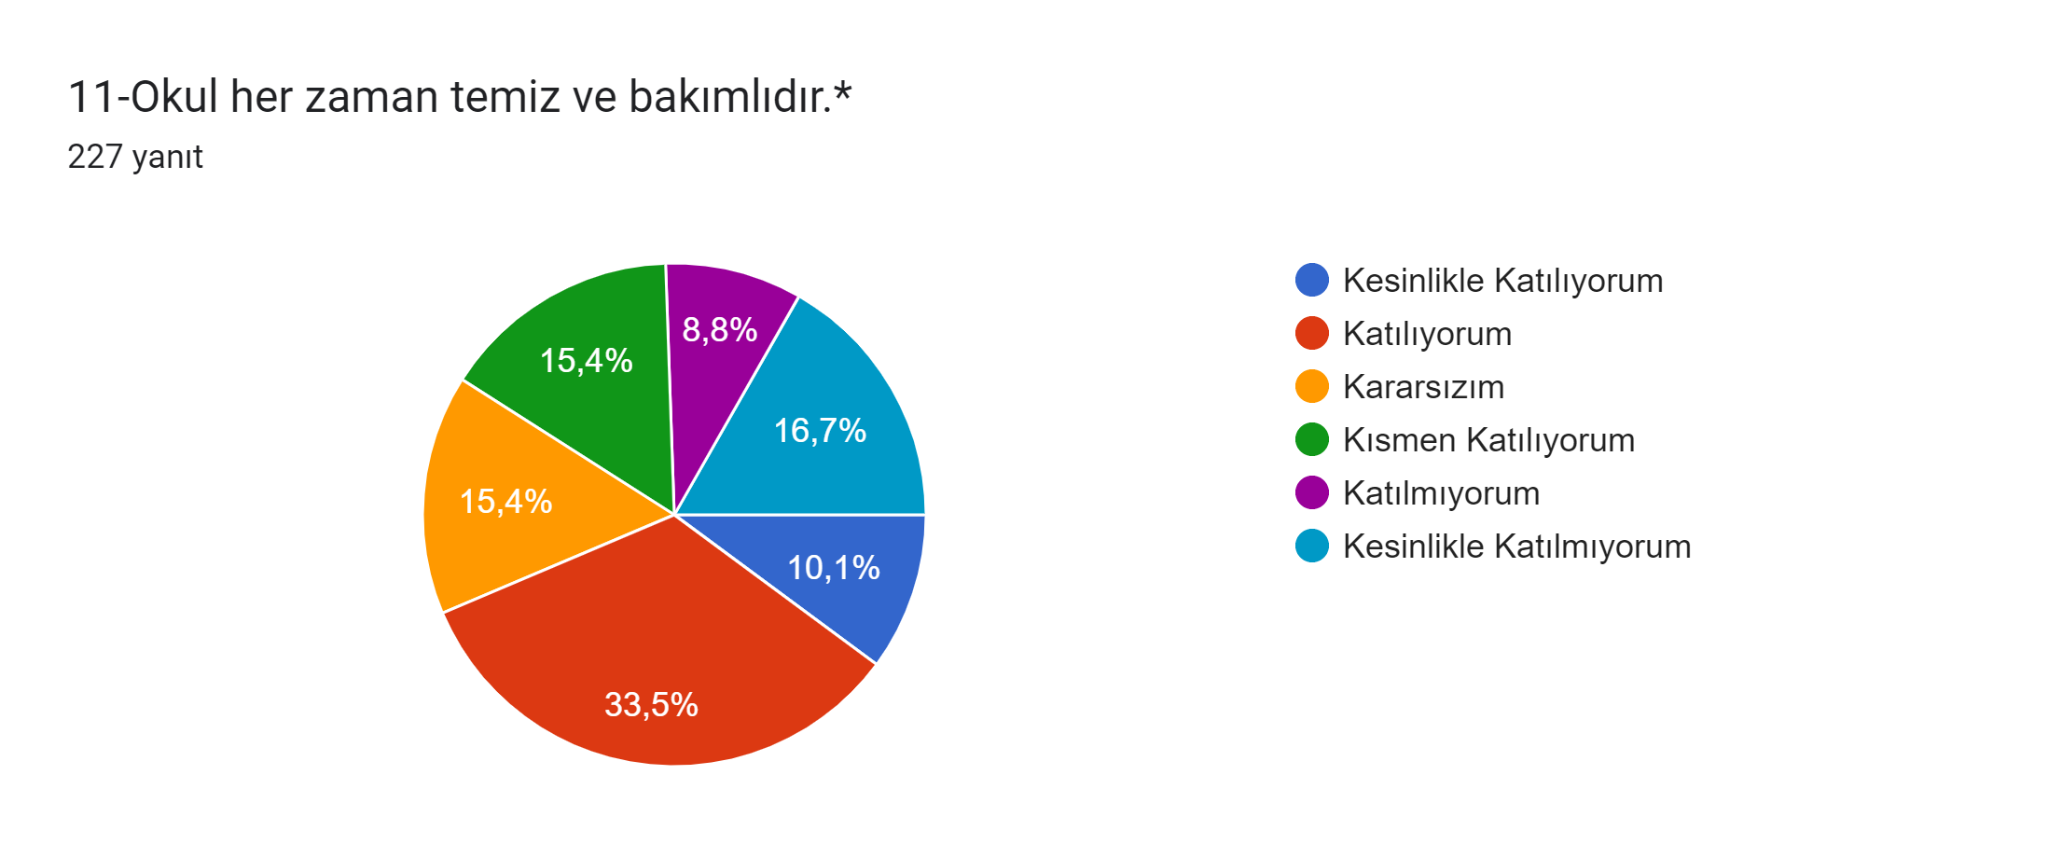 11-Okul her zaman temiz ve bakımlıdır.*
227 yanıt
8,8%
15,4%
16,7%
15,4%
10,1%
33,5%
Kesinlikle Katılıyorum
Katılıyorum
Kararsızım
Kısmen Katılıyorum
Katılmıyorum
Kesinlikle Katılmıyorum